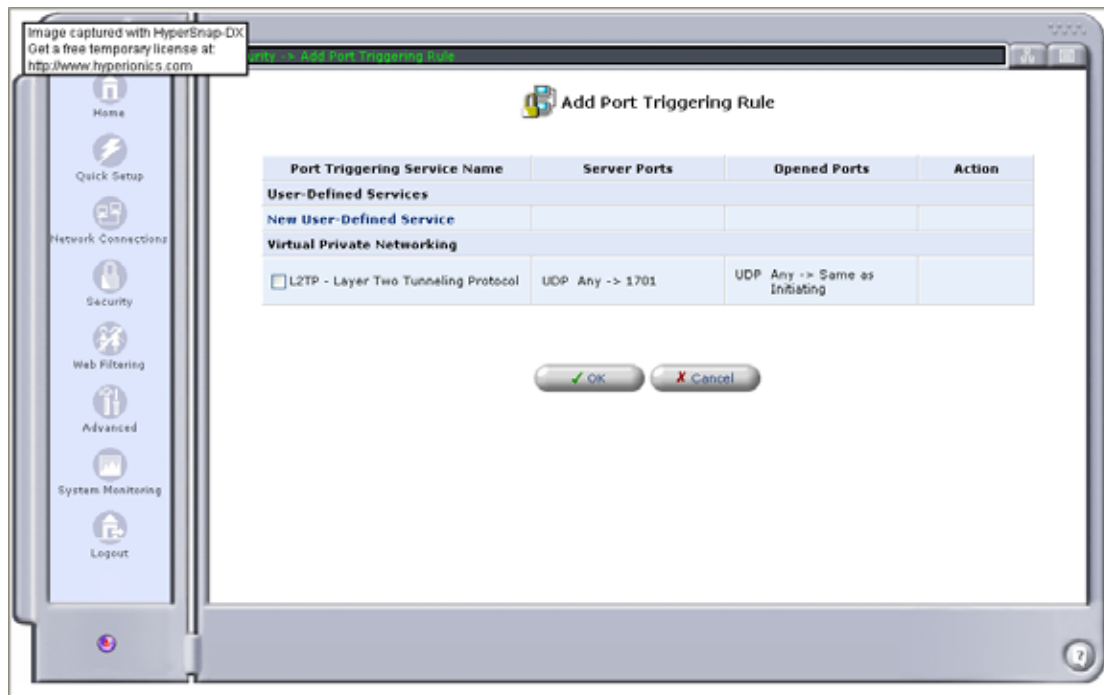 Image captured with HyperSnap-DX
Get a free temporary license at:
http://www.hyperionics.com
urity -> Add Port Triggering Rule
Home
Quick Setup
Network Connections
Security
Web Filtering
Advanced
System Monitoring
Logout
Add Port Triggering Rule
Port Triggering Service Name Server Ports Opened Ports Action
User-Defined Services
New User-Defined Service
Virtual Private Networking
L2TP - Layer Two Tunneling Protocol UDP Any -> 1701 UDP Any -> Same as
Initiating
OK Cancel
?